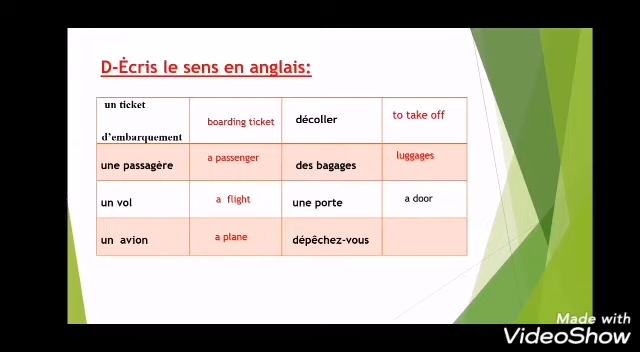 D-Ėcris le sens en anglais:
un ticket d'embarquement
boarding ticket
décoller
to take off
une passagère
a passenger
des bagages
luggages
un vol
a flight
une porte
a door
un avion
a plane
dépêchez-vous
Made with
VideoShow